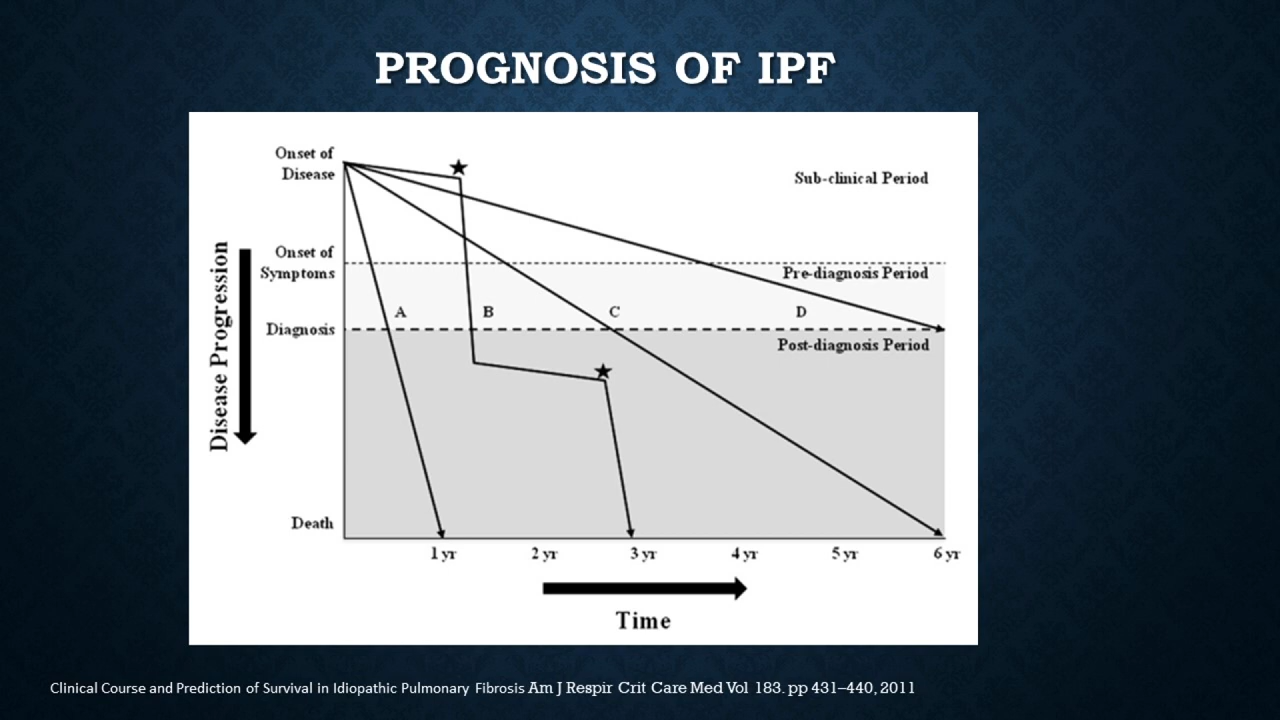 PROGNOSIS OF IPF
Onset of
Disease
Sub-clinical Period
Onset of
Symptoms
Pre-diagnosis Period
Disease Progression
A
B
C
D
Diagnosis
Post-diagnosis Period
Death
1 yr
2 yr
3 yr
4 yr
5 yr
6 yr
Time
Clinical Course and Prediction of Survival in Idiopathic Pulmonary Fibrosis Am J Respir Crit Care Med Vol 183. pp 431–440, 2011